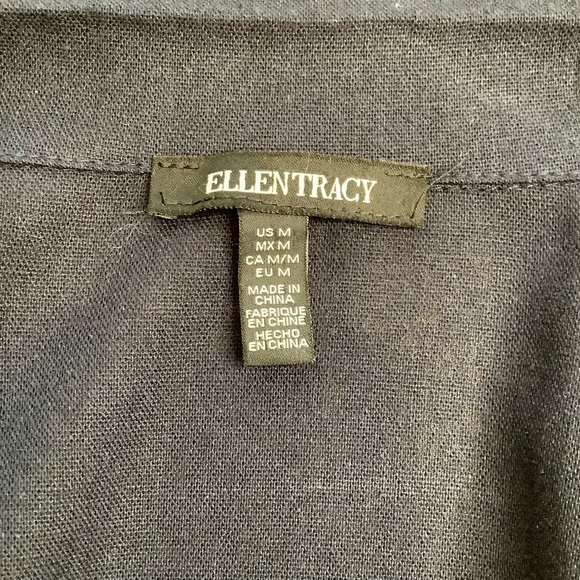 ELLEN TRACY
US M
MX M
CA M/M
EU M
MADE IN
CHINA
FABRIQUE
EN CHINE
HECHO
EN CHINA